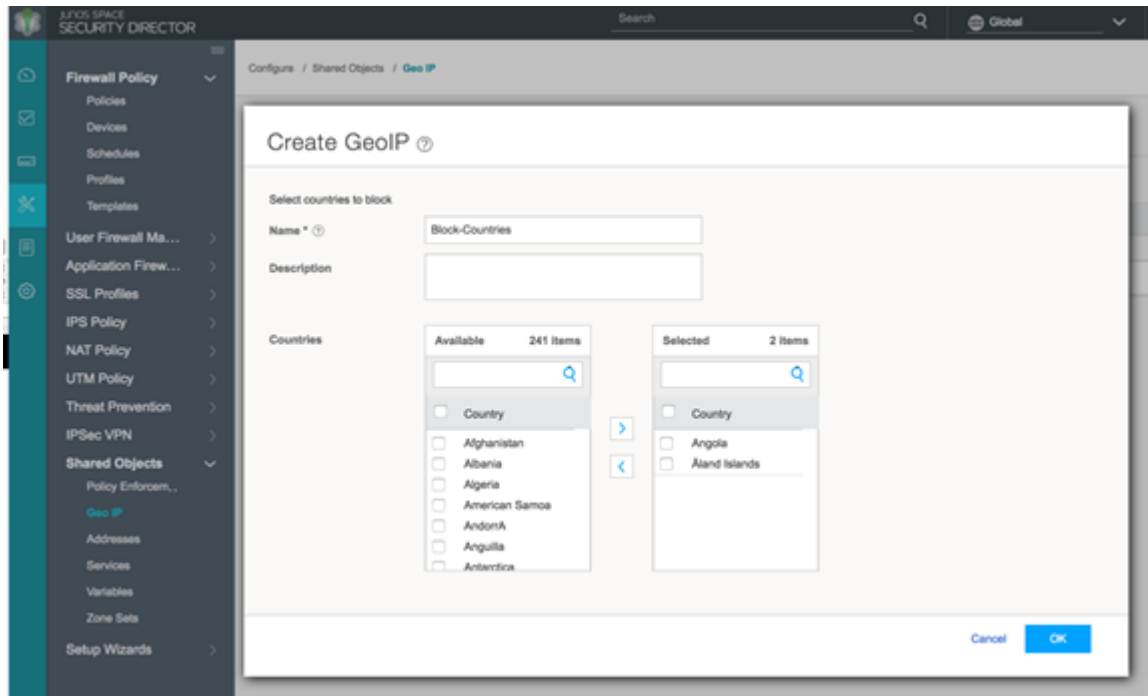 JUNOS SPACE
SECURITY DIRECTOR
Search
Global
Firewall Policy
Policies
Devices
Schedules
Profiles
Templates
User Firewall Ma...
Application Firew...
SSL Profiles
IPS Policy
NAT Policy
UTM Policy
Threat Prevention
IPSec VPN
Shared Objects
Policy Enforcem...
Geo IP
Addresses
Services
Variables
Zone Sets
Setup Wizards
Configure / Shared Objects / Geo IP
Create GeoIP ?
Select countries to block
Name * ? Block-Countries
Description
Countries
Available 241 items
Country
Afghanistan
Albania
Algeria
American Samoa
AndorrA
Anguilla
Antarctica
Selected 2 items
Country
Angola
Åland Islands
Cancel OK